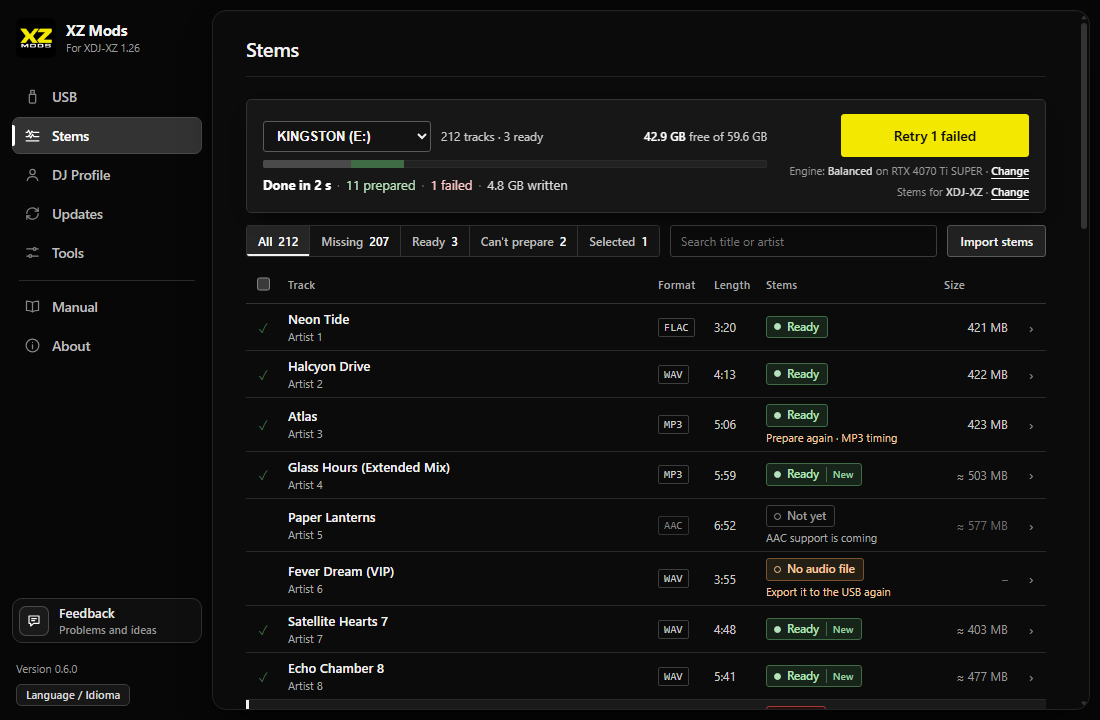 XZ MODS
XZ Mods
For XDJ-XZ 1.26
USB
Stems
DJ Profile
Updates
Tools
Manual
About
Feedback
Problems and ideas
Version 0.6.0
Language / Idioma
Stems
KINGSTON (E:) 212 tracks · 3 ready 42.9 GB free of 59.6 GB
Done in 2 s · 11 prepared · 1 failed · 4.8 GB written
Retry 1 failed
Engine: Balanced on RTX 4070 Ti SUPER · Change
Stems for XDJ-XZ · Change
All 212 Missing 207 Ready 3 Can't prepare 2 Selected 1 Search title or artist Import stems
Track Format Length Stems Size
Neon Tide
Artist 1
FLAC 3:20 Ready 421 MB
Halcyon Drive
Artist 2
WAV 4:13 Ready 422 MB
Atlas
Artist 3
MP3 5:06 Ready 423 MB
Prepare again · MP3 timing
Glass Hours (Extended Mix)
Artist 4
MP3 5:59 Ready New ≈ 503 MB
Paper Lanterns
Artist 5
AAC 6:52 Not yet ≈ 577 MB
AAC support is coming
Fever Dream (VIP)
Artist 6
WAV 3:55 No audio file –
Export it to the USB again
Satellite Hearts 7
Artist 7
WAV 4:48 Ready New ≈ 403 MB
Echo Chamber 8
Artist 8
WAV 5:41 Ready New ≈ 477 MB